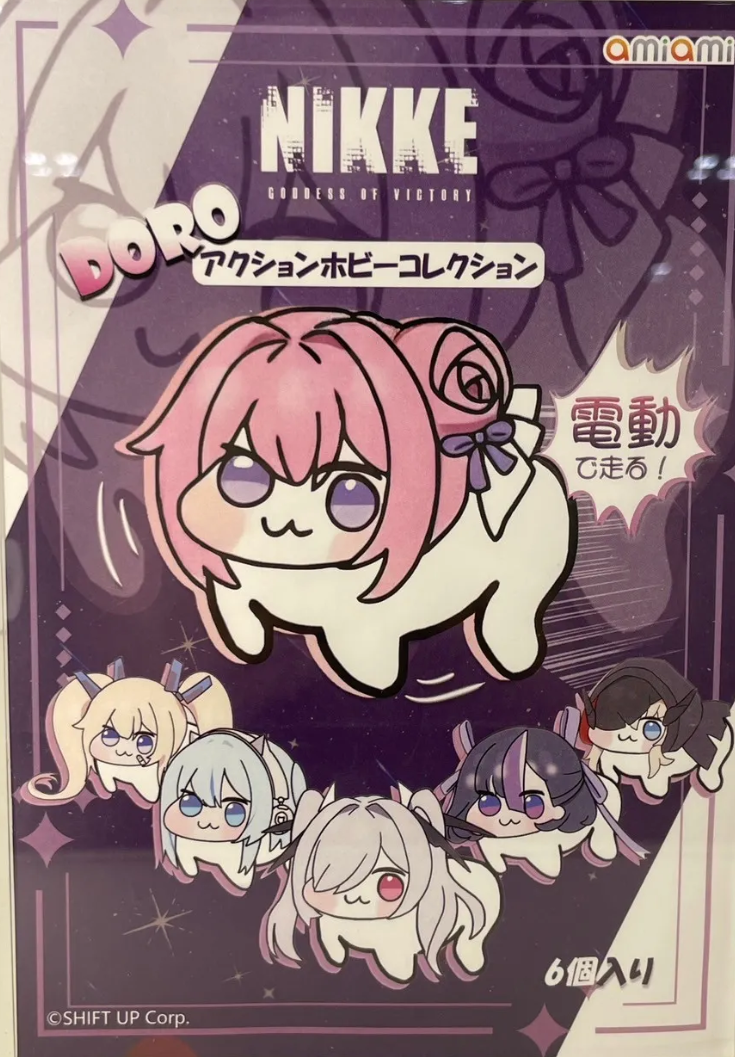 amiami
NIKKE
GODDESS OF VICTORY
DORO
アクションホビーコレクション
電動
で走る!
6個入り
©SHIFT UP Corp.